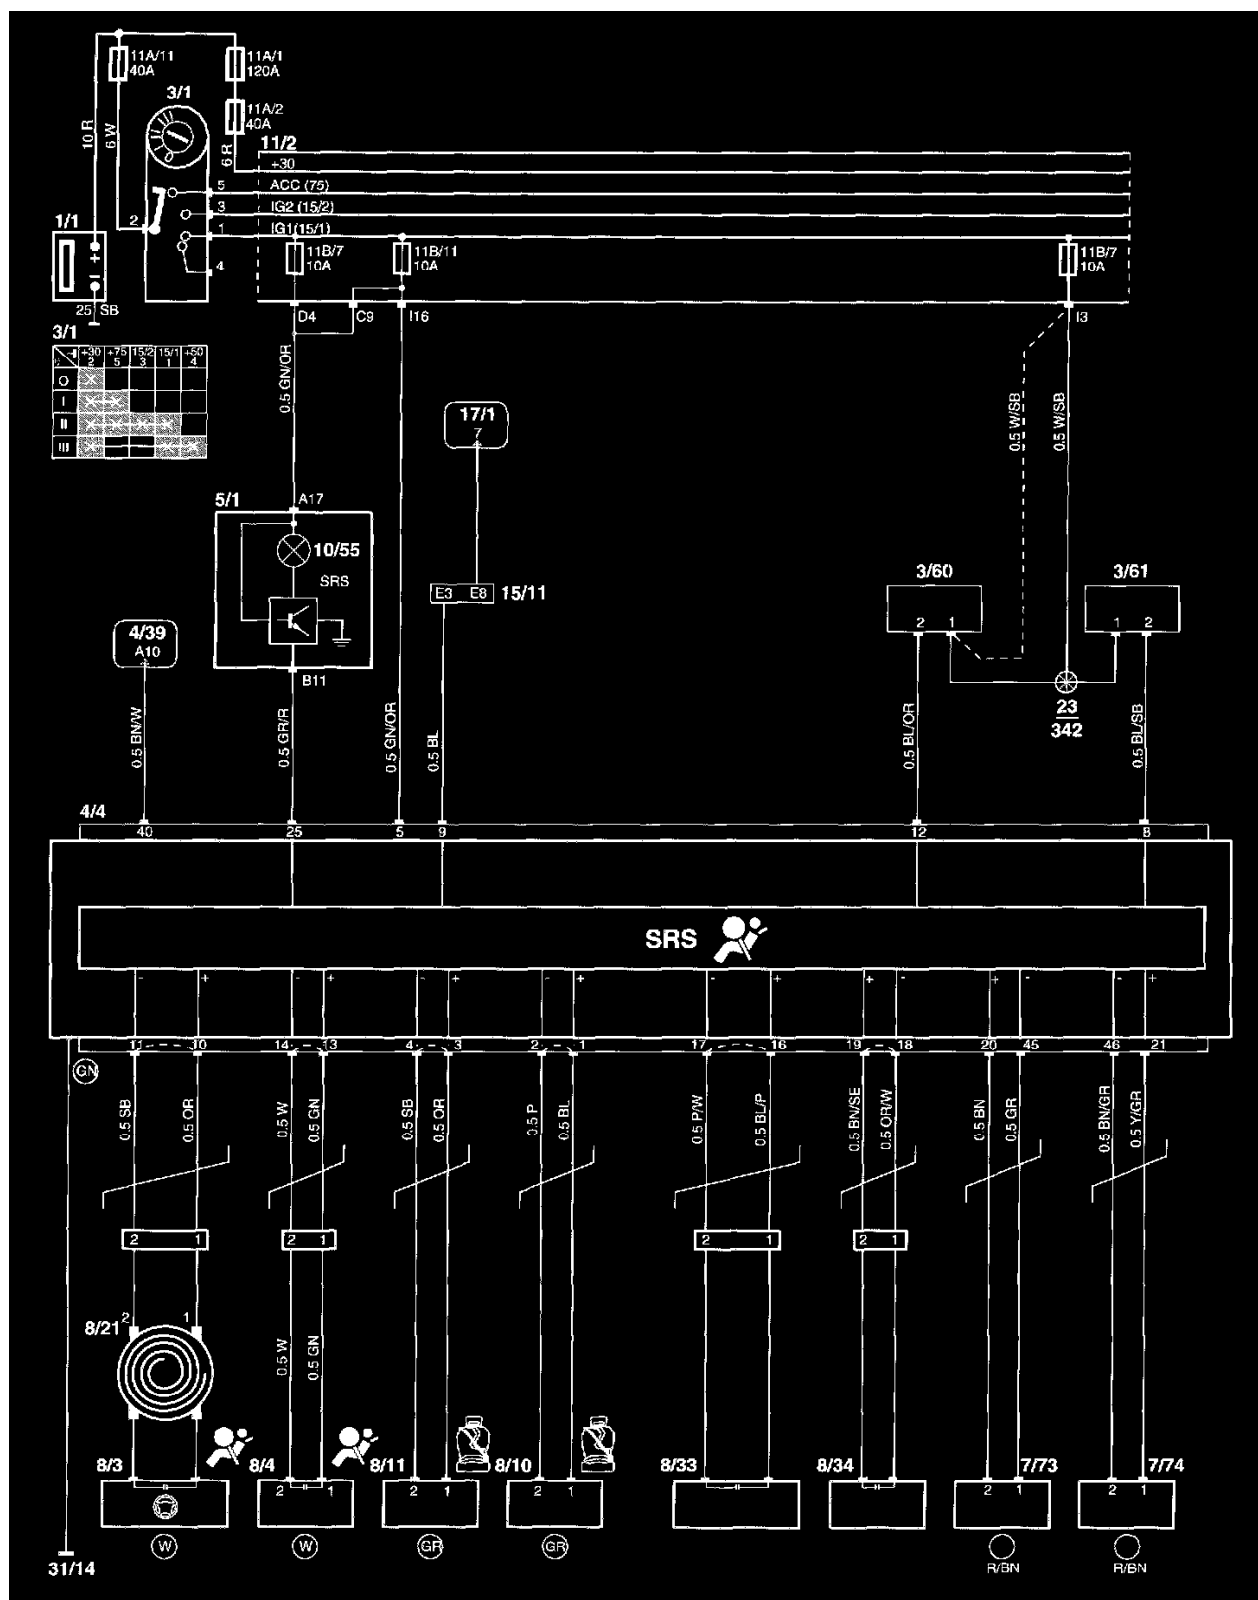 11A/11
40A
11A/1
120A
3/1
11A/2
40A
10 R
6 W
6 R
11/2
+30
5
ACC (75)
3
IG2 (15/2)
2
1
IG1(15/1)
1/1
+
−
11B/7
10A
11B/11
10A
11B/7
10A
4
25 SB
D4
C9
I16
I3
3/1
+30 +75 15/2 15/1 +50
2 5 3 1 4
O
I
II
III
0.5 GN/OR
17/1
7
0.5 W/SB
0.5 W/SB
5/1
A17
10/55
SRS
E3 E8
15/11
3/60
2 1
3/61
1 2
4/39
A10
B11
23
342
0.5 BN/W
0.5 GR/R
0.5 GN/OR
0.5 BL
0.5 BL/OR
0.5 BL/SB
4/4
40 25 5 9 12 8
SRS
- + - + - + - + - + + - + - - +
11 10 14 13 4 3 2 1 17 16 19 18 20 45 46 21
GN
0.5 SB
0.5 OR
0.5 W
0.5 GN
0.5 SB
0.5 OR
0.5 P
0.5 BL
0.5 P/W
0.5 BL/P
0.5 BN/SE
0.5 OR/W
0.5 BN
0.5 GR
0.5 BN/GR
0.5 Y/GR
2 1 2 1 2 1 2 1
2 1
8/21
0.5 W
0.5 GN
8/3
8/4
8/11
8/10
8/33
8/34
7/73
7/74
2 1 2 1 2 1 2 1 2 1
W
W
GR
GR
R/BN
R/BN
31/14